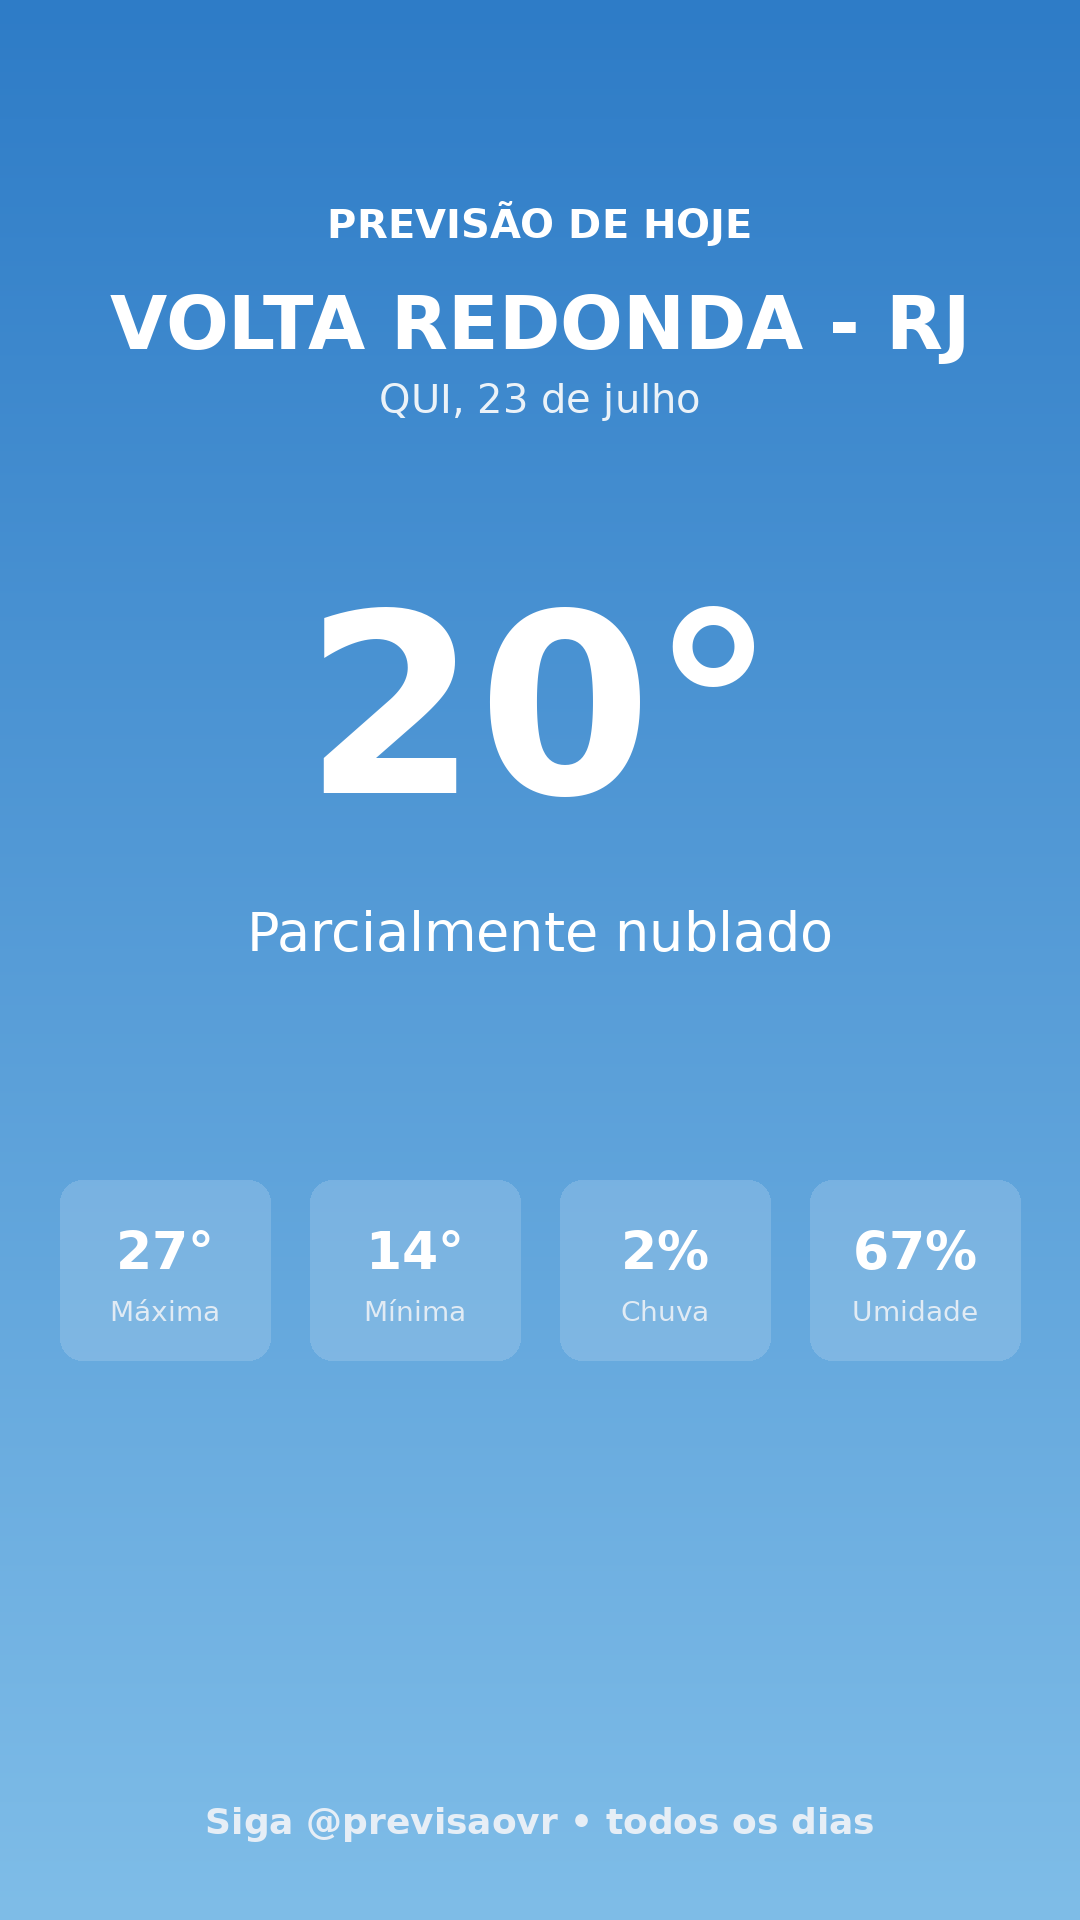 PREVISÃO DE HOJE
VOLTA REDONDA - RJ
QUI, 23 de julho
20°
Parcialmente nublado
27° 14° 2% 67%
Máxima Mínima Chuva Umidade
Siga @previsaovr • todos os dias